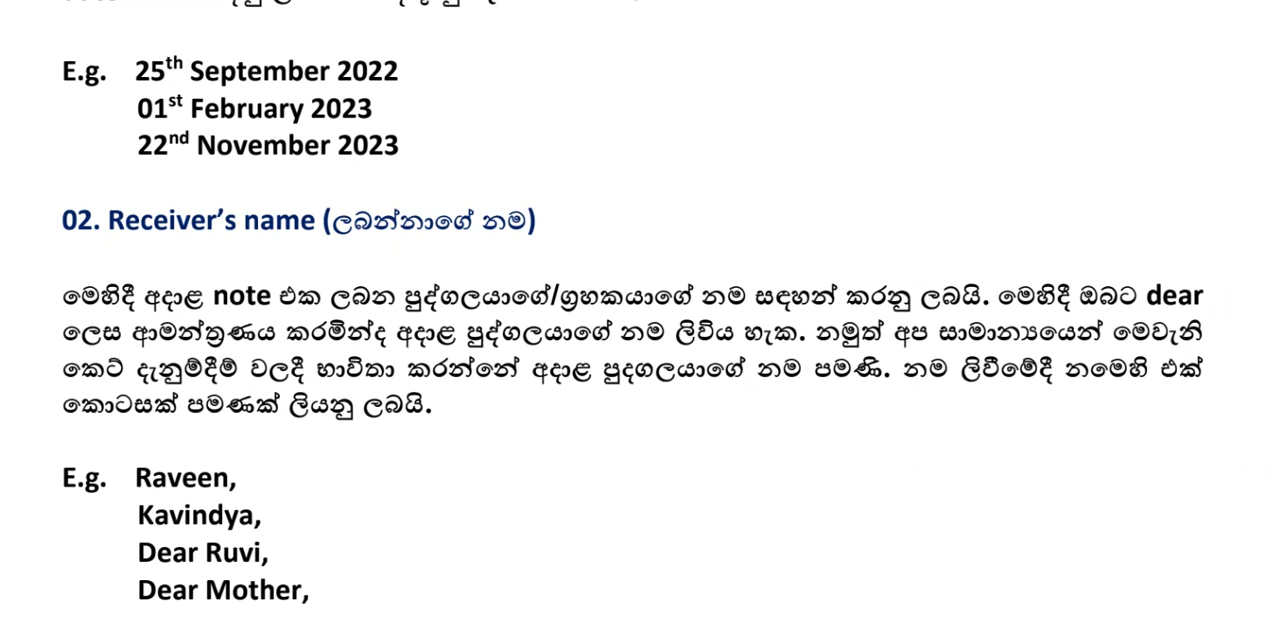 E.g. 25th September 2022
01st February 2023
22nd November 2023
02. Receiver’s name (ලබන්නාගේ නම)
මෙහිදී අදාළ note එක ලබන පුද්ගලයාගේ/ග්‍රහකයාගේ නම සඳහන් කරනු ලබයි. මෙහිදී ඔබට dear
ලෙස ආමන්ත්‍රණය කරමින්ද අදාළ පුද්ගලයාගේ නම ලිවිය හැක. නමුත් අප සාමාන්‍යයෙන් මෙවැනි
කෙටි දැනුම්දීම් වලදී භාවිතා කරන්නේ අදාළ පුදගලයාගේ නම පමණි. නම ලිවීමේදී නමෙහි එක්
කොටසක් පමණක් ලියනු ලබයි.
E.g. Raveen,
Kavindya,
Dear Ruvi,
Dear Mother,